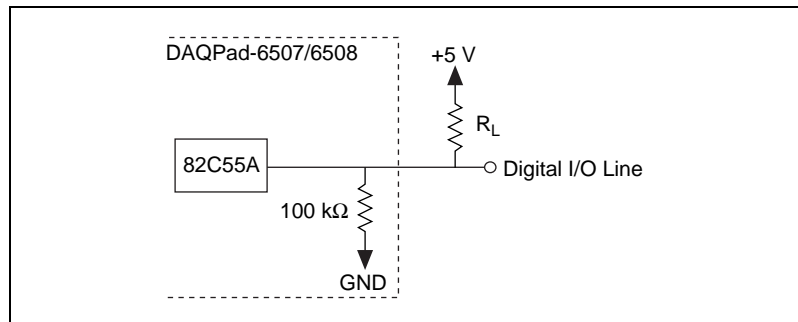 DAQPad-6507/6508
+5 V
R_L
82C55A
Digital I/O Line
100 kΩ
GND